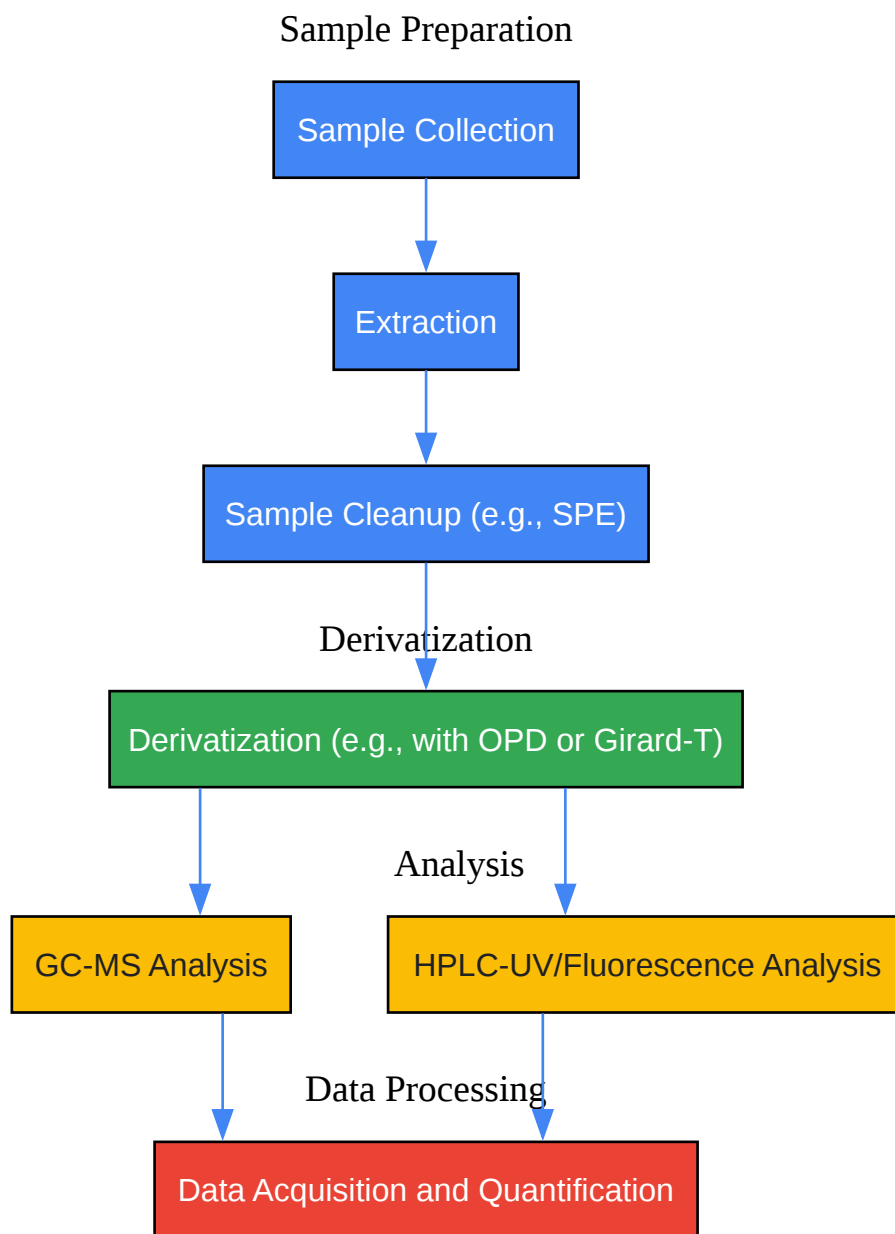 Sample Preparation
Sample Collection
Extraction
Sample Cleanup (e.g., SPE)
Derivatization
Derivatization (e.g., with OPD or Girard-T)
Analysis
GC-MS Analysis
HPLC-UV/Fluorescence Analysis
Data Processing
Data Acquisition and Quantification